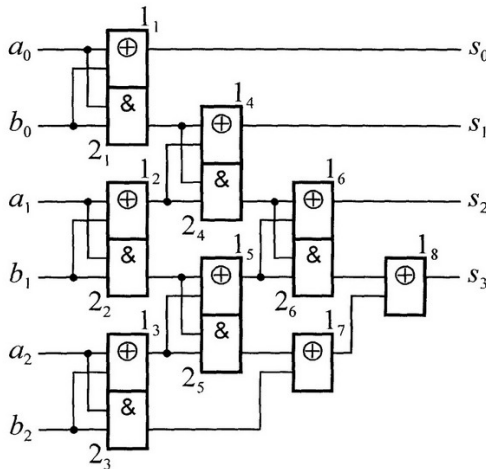 1₁
a₀ ⊕ s₀
&
b₀ 1₄
2₁ ⊕ s₁
1₂ &
a₁ ⊕ 2₄ 1₆
⊕ s₂
& 1₅ &
b₁ ⊕ 2₆ 1₈
2₂ ⊕ s₃
1₃ & 1₇
a₂ ⊕ 2₅ ⊕
&
b₂
2₃